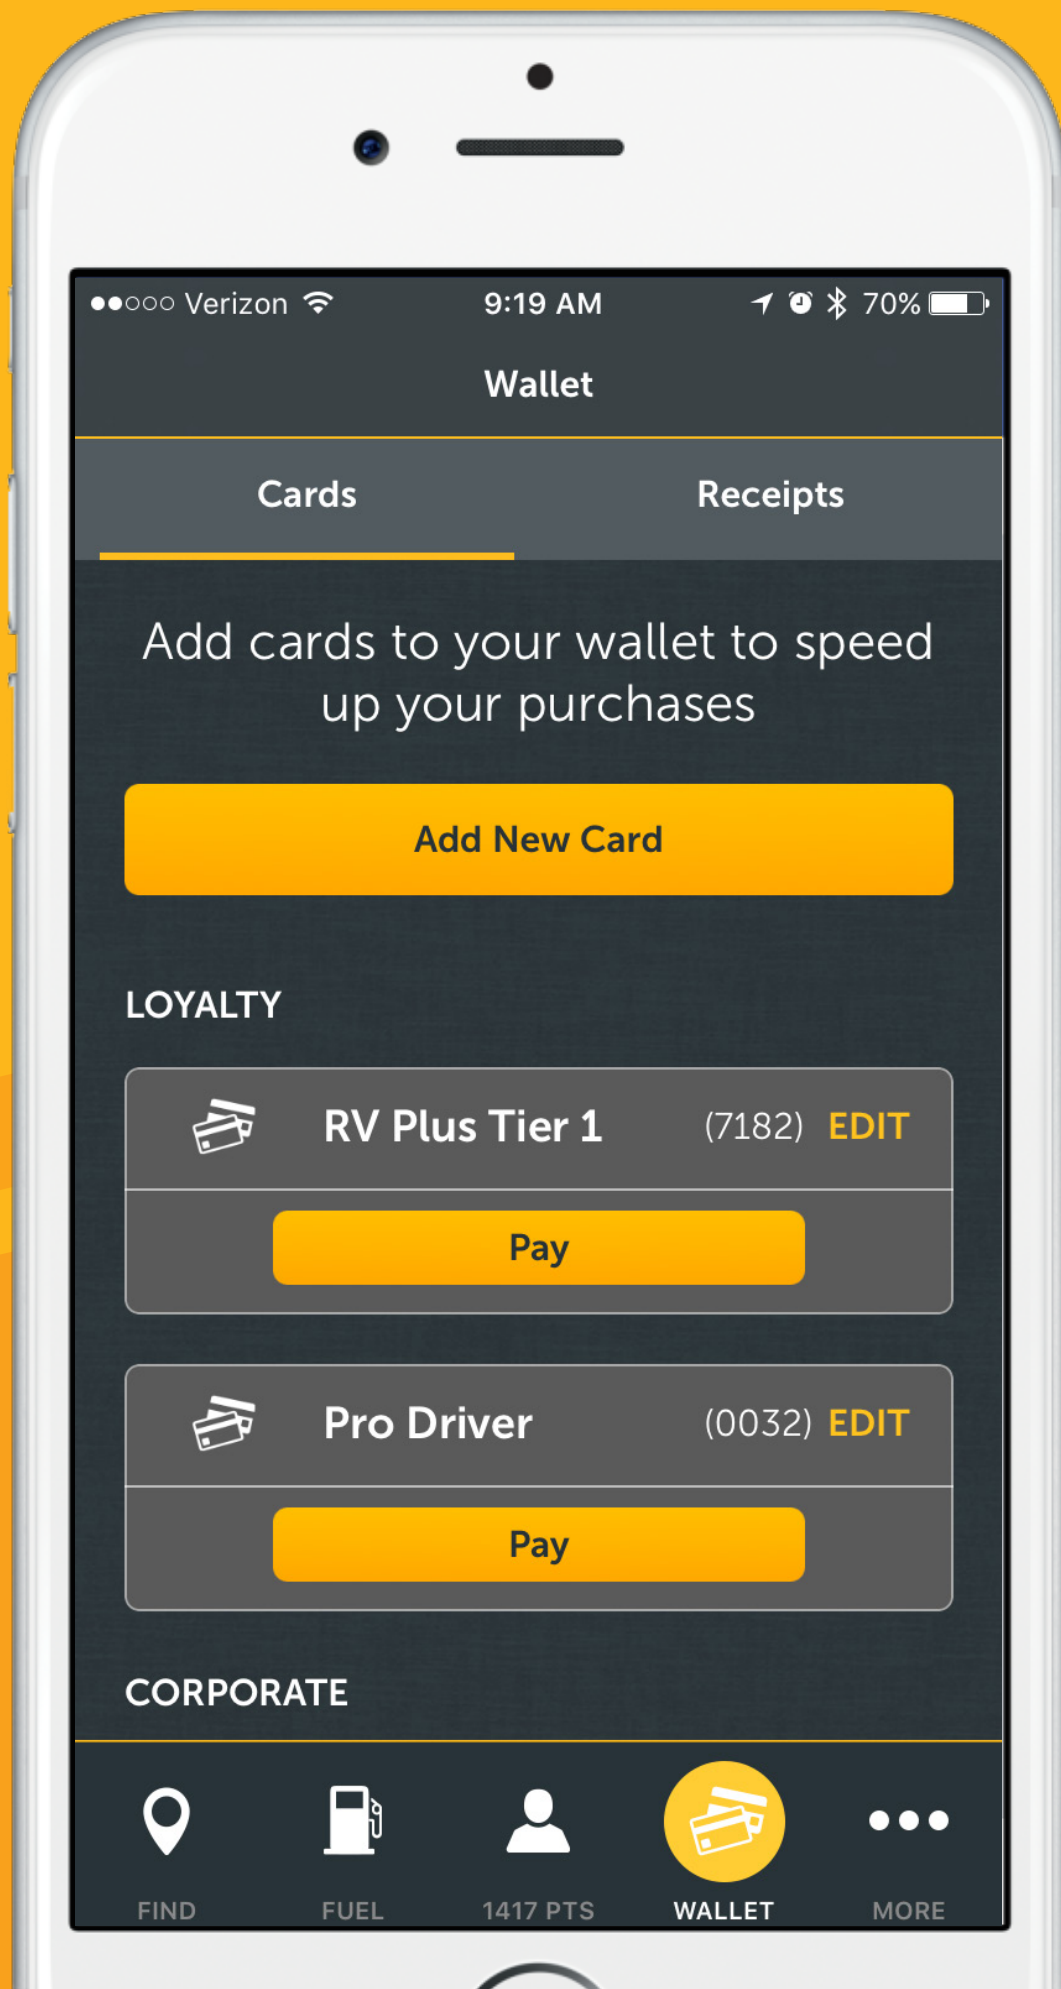 Verizon 9:19 AM 70%
Wallet
Cards Receipts
Add cards to your wallet to speed
up your purchases
Add New Card
LOYALTY
RV Plus Tier 1 (7182) EDIT
Pay
Pro Driver (0032) EDIT
Pay
CORPORATE
FIND FUEL 1417 PTS WALLET MORE